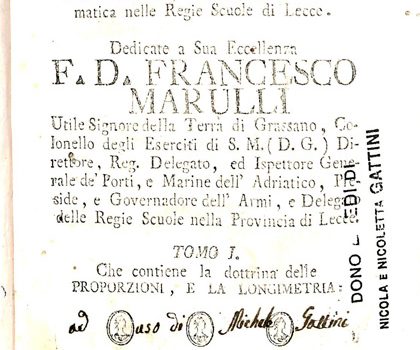 matica nelle Regie Scuole di Lecce.
Dedicate a Sua Eccellenza
F. D. FRANCESCO
MARULLI
Utile Signore della Terra di Grassano, Co-
lonello degli Eserciti di S. M. (D. G.) Di-
rettore, Reg. Delegato, ed Ispettore Gene-
rale de' Porti, e Marine dell' Adriatico, Pre-
side, e Governadore dell' Armi, e Delegato
delle Regie Scuole nella Provincia di Lecce.
TOMO I.
Che contiene la dottrina delle
PROPORZIONI, E LA LONGIMETRIA:
ad uso di Michele Gattini
DONO EREDI DI
NICOLA E NICOLETTA GATTINI